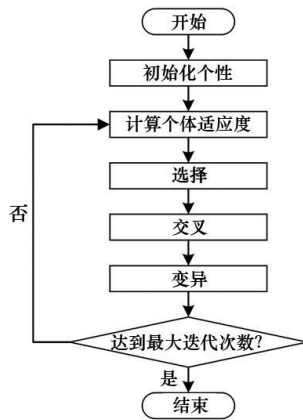 开始
初始化个性
计算个体适应度
选择
否
交叉
变异
达到最大迭代次数?
是
结束